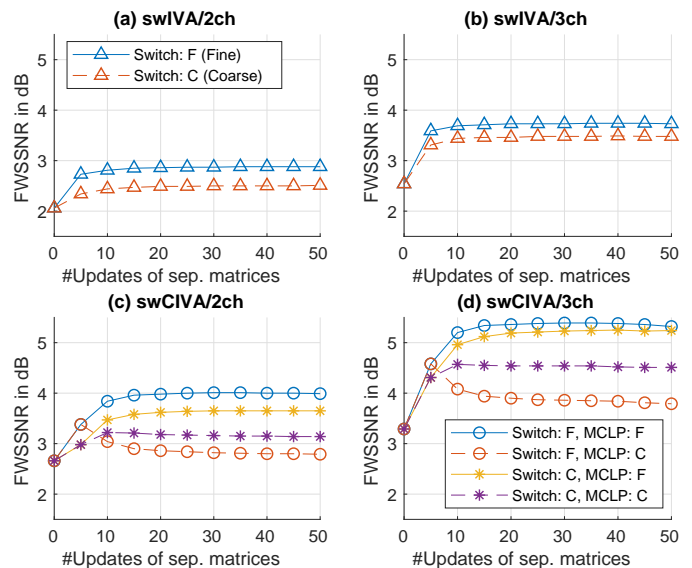 (a) swIVA/2ch
(b) swIVA/3ch
FWSSNR in dB
5
4
3
2
Switch: F (Fine)
Switch: C (Coarse)
0 10 20 30 40 50
#Updates of sep. matrices
FWSSNR in dB
5
4
3
2
0 10 20 30 40 50
#Updates of sep. matrices
(c) swCIVA/2ch
(d) swCIVA/3ch
FWSSNR in dB
5
4
3
2
0 10 20 30 40 50
#Updates of sep. matrices
FWSSNR in dB
5
4
3
2
Switch: F, MCLP: F
Switch: F, MCLP: C
Switch: C, MCLP: F
Switch: C, MCLP: C
0 10 20 30 40 50
#Updates of sep. matrices